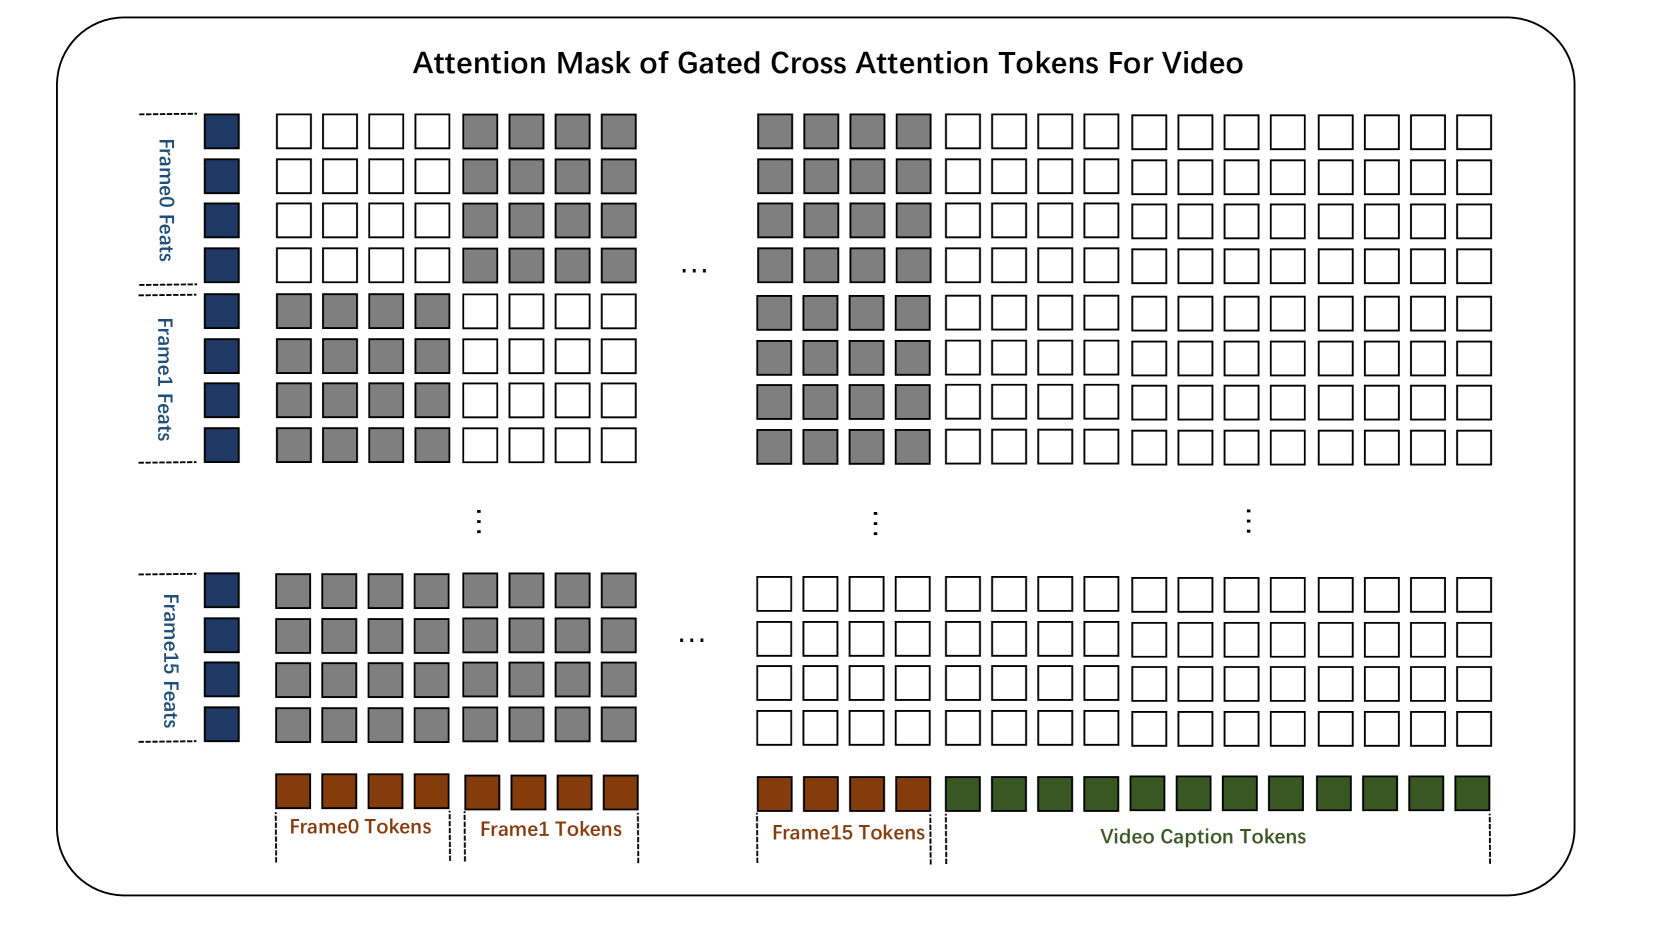 Attention Mask of Gated Cross Attention Tokens For Video
Frame0 Feats
...
Frame1 Feats
...
...
...
Frame15 Feats
...
Frame0 Tokens
Frame1 Tokens
Frame15 Tokens
Video Caption Tokens